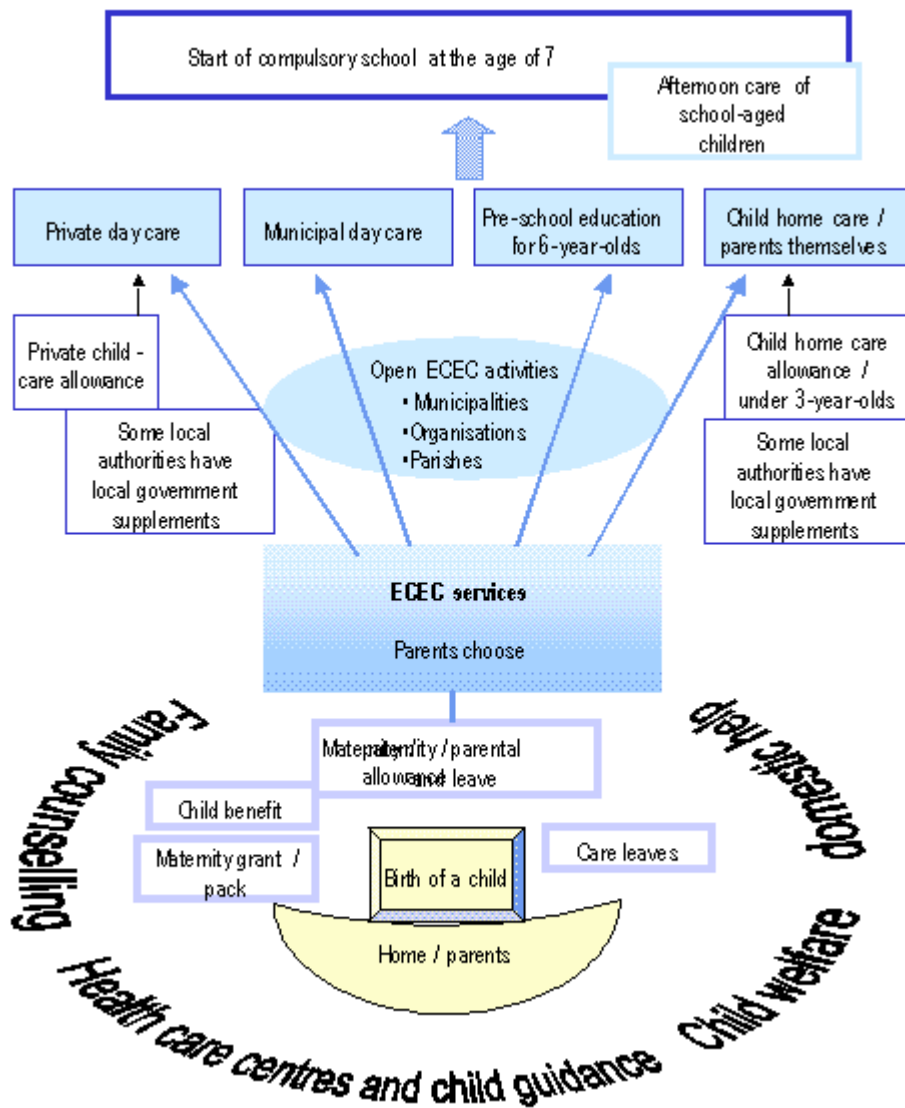 Start of compulsory school at the age of 7
Afternoon care of
school-aged
children
Private day care
Municipal day care
Pre-school education
for 6-year-olds
Child home care /
parents themselves
Private child -
care allowance
Some local
authorities have
local government
supplements
Open ECEC activities
• Municipalities
• Organisations
• Parishes
Child home care
allowance /
under 3-year-olds
Some local
authorities have
local government
supplements
ECEC services
Parents choose
Family counselling
domestic help
/ parental
and leave
Child benefit
Maternity grant /
pack
Birth of a child
Care leaves
Home / parents
Health care centres and child guidance
Child welfare